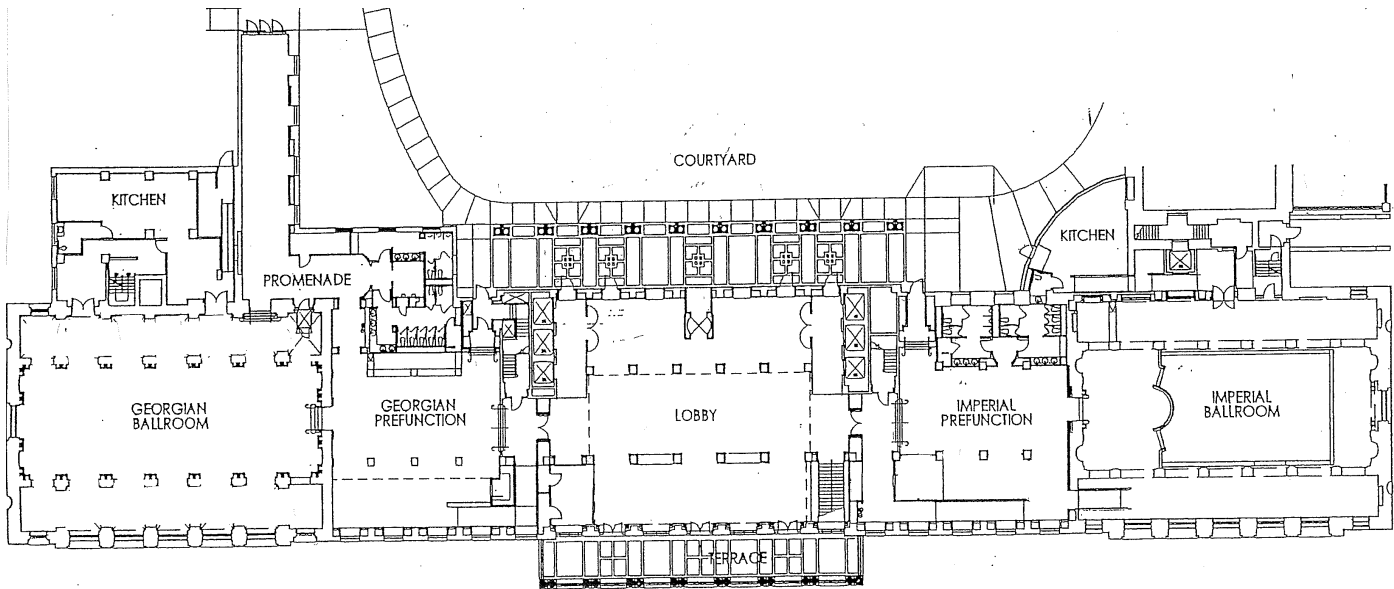 COURTYARD
KITCHEN
KITCHEN
PROMENADE
GEORGIAN
BALLROOM
GEORGIAN
PREFUNCTION
LOBBY
IMPERIAL
PREFUNCTION
IMPERIAL
BALLROOM
TERRACE